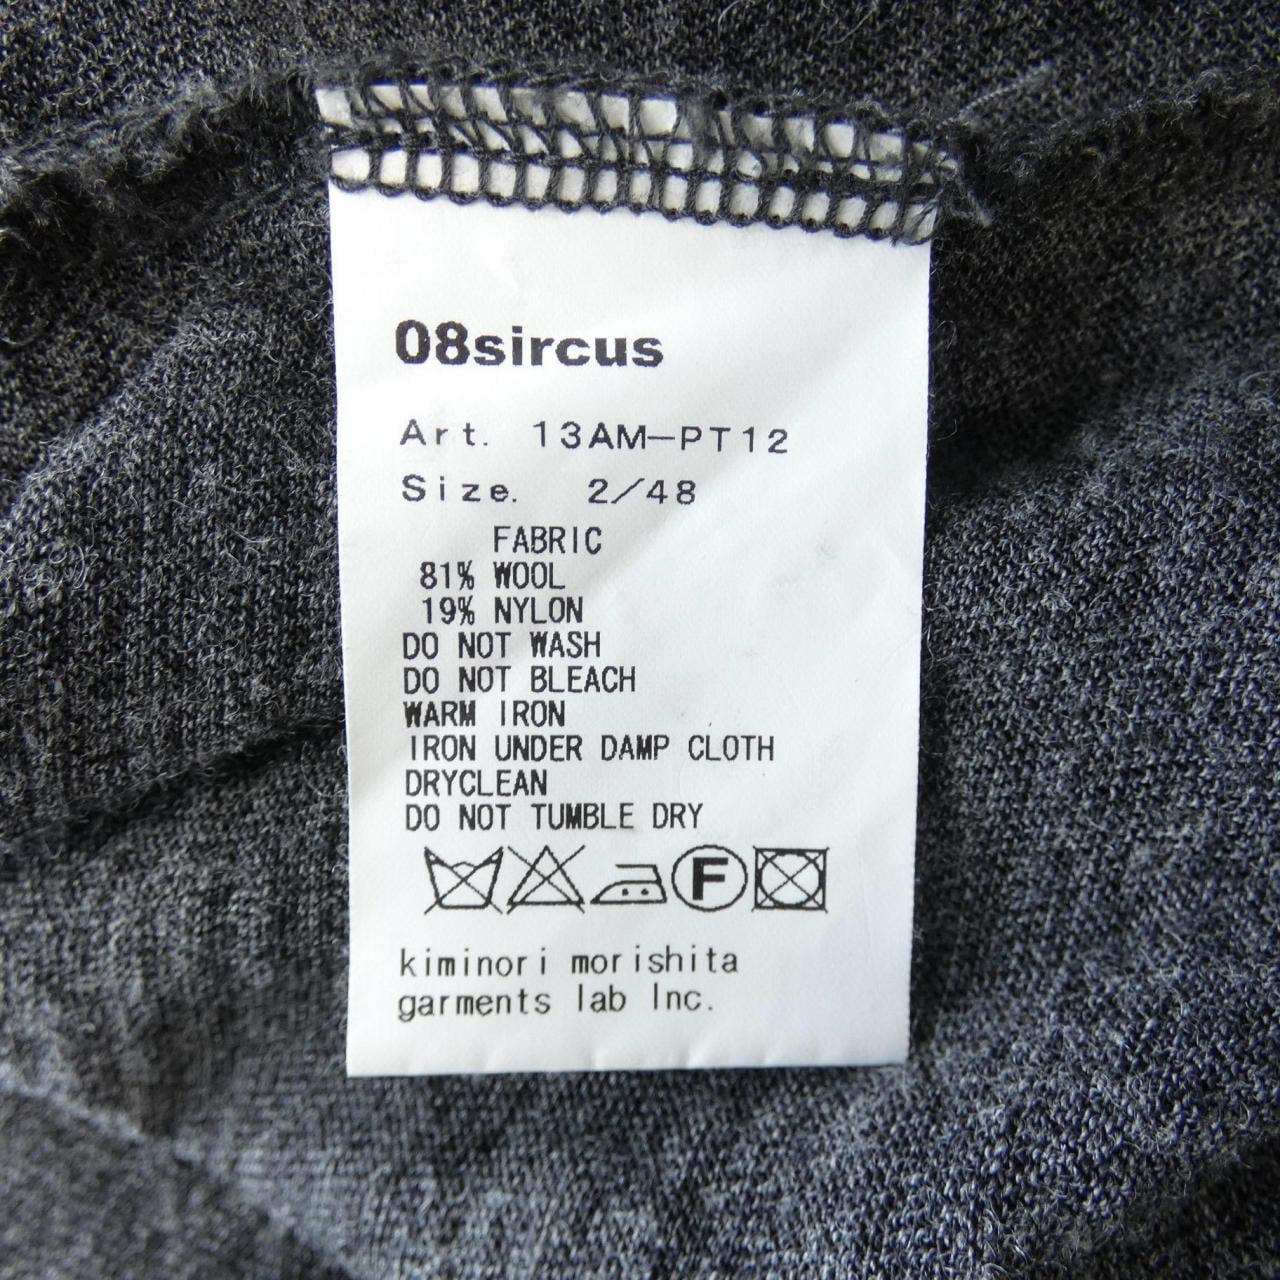 08sircus
Art. 13AM-PT12
Size. 2/48
FABRIC
81% WOOL
19% NYLON
DO NOT WASH
DO NOT BLEACH
WARM IRON
IRON UNDER DAMP CLOTH
DRYCLEAN
DO NOT TUMBLE DRY
F
kiminori morishita
garments lab Inc.